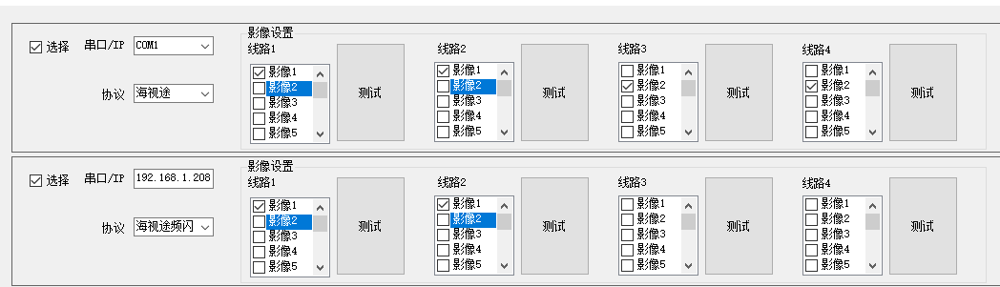 影像设置
选择 串口/IP COM1 线路1 线路2 线路3 线路4
影像1 影像1 影像1 影像1
协议 海视途 影像2 测试 影像2 测试 影像2 测试 影像2 测试
影像3 影像3 影像3 影像3
影像4 影像4 影像4 影像4
影像5 影像5 影像5 影像5
影像设置
选择 串口/IP 192.168.1.208 线路1 线路2 线路3 线路4
影像1 影像1 影像1 影像1
协议 海视途频闪 影像2 测试 影像2 测试 影像2 测试 影像2 测试
影像3 影像3 影像3 影像3
影像4 影像4 影像4 影像4
影像5 影像5 影像5 影像5